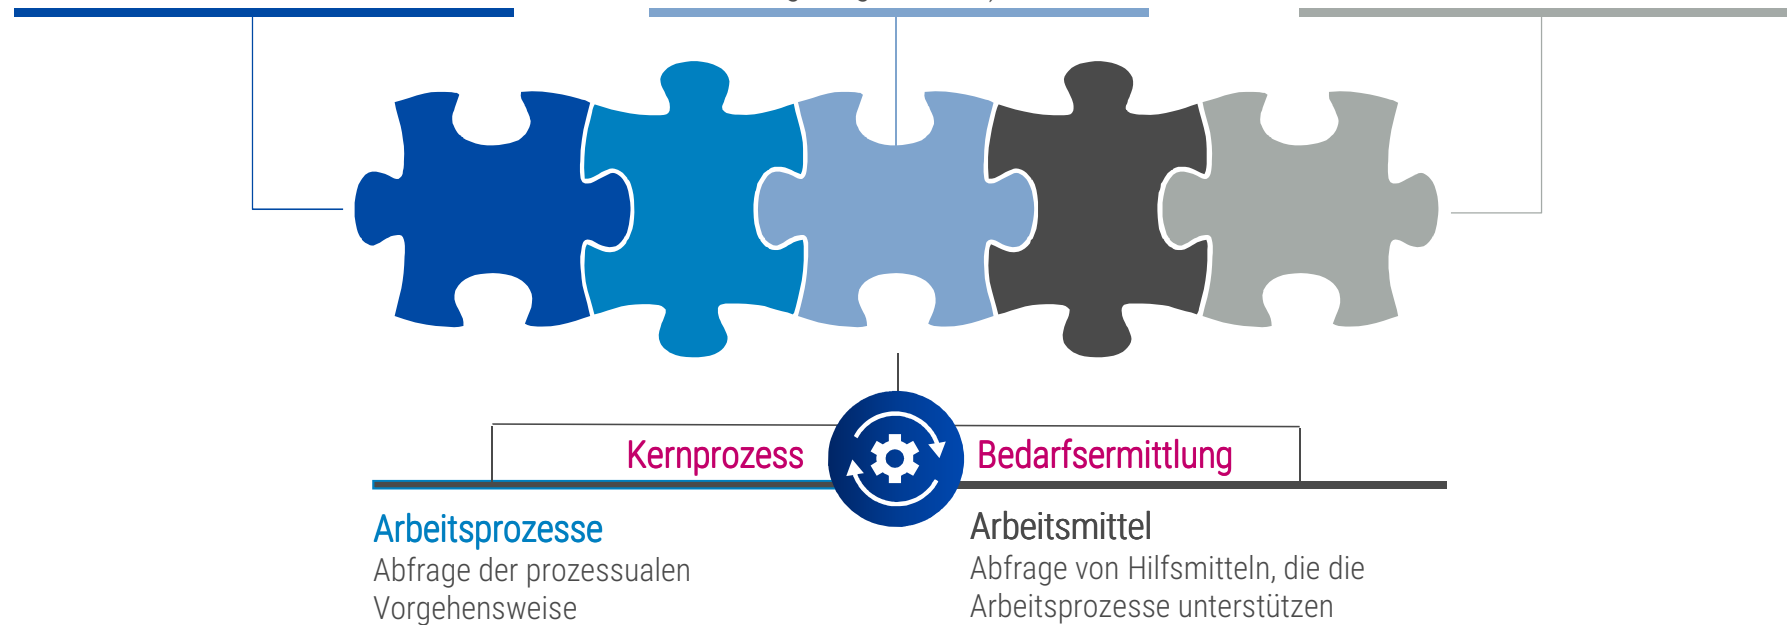 Kernprozess Bedarfsermittlung
Arbeitsprozesse
Abfrage der prozessualen
Vorgehensweise
Arbeitsmittel
Abfrage von Hilfsmitteln, die die
Arbeitsprozesse unterstützen